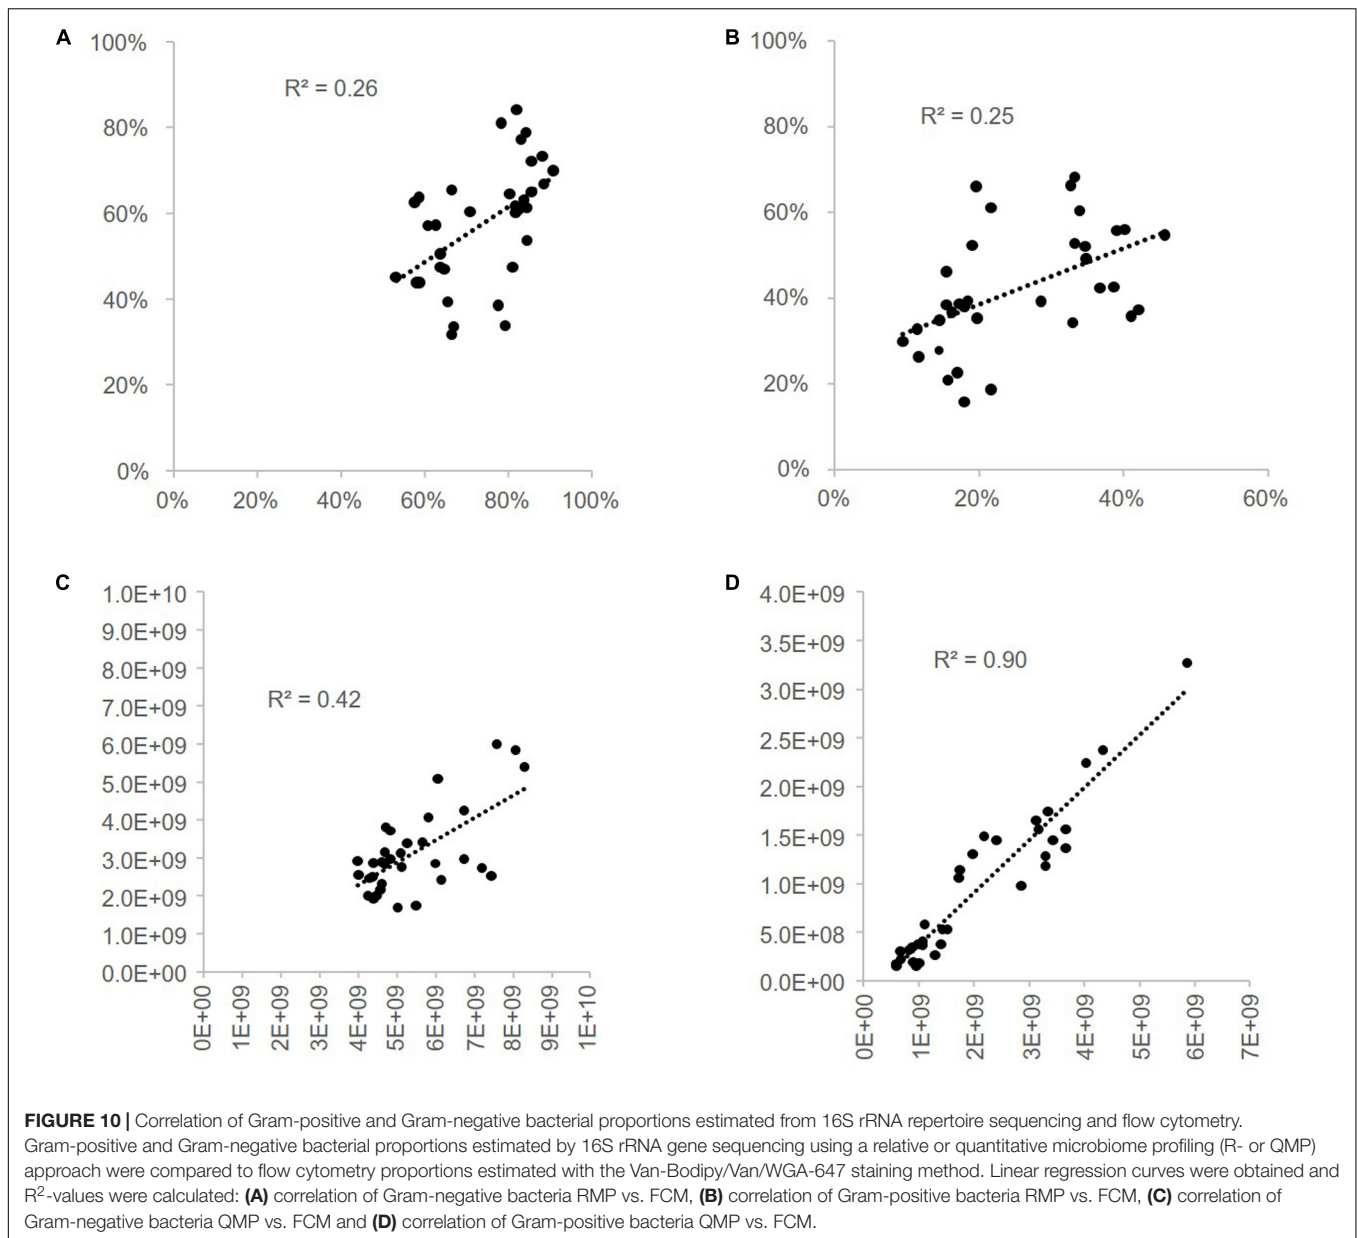 A
100%
80%
60%
40%
20%
0%
0% 20% 40% 60% 80% 100%
R² = 0.26
B
100%
80%
60%
40%
20%
0%
0% 20% 40% 60%
R² = 0.25
C
1.0E+10
9.0E+09
8.0E+09
7.0E+09
6.0E+09
5.0E+09
4.0E+09
3.0E+09
2.0E+09
1.0E+09
0.0E+00
0E+00 1E+09 2E+09 3E+09 4E+09 5E+09 6E+09 7E+09 8E+09 9E+09 1E+10
R² = 0.42
D
4.0E+09
3.5E+09
3.0E+09
2.5E+09
2.0E+09
1.5E+09
1.0E+09
5.0E+08
0.0E+00
0E+00 1E+09 2E+09 3E+09 4E+09 5E+09 6E+09 7E+09
R² = 0.90
FIGURE 10 | Correlation of Gram-positive and Gram-negative bacterial proportions estimated from 16S rRNA repertoire sequencing and flow cytometry.
Gram-positive and Gram-negative bacterial proportions estimated by 16S rRNA gene sequencing using a relative or quantitative microbiome profiling (R- or QMP)
approach were compared to flow cytometry proportions estimated with the Van-Bodipy/Van/WGA-647 staining method. Linear regression curves were obtained and
R²-values were calculated: (A) correlation of Gram-negative bacteria RMP vs. FCM, (B) correlation of Gram-positive bacteria RMP vs. FCM, (C) correlation of
Gram-negative bacteria QMP vs. FCM and (D) correlation of Gram-positive bacteria QMP vs. FCM.